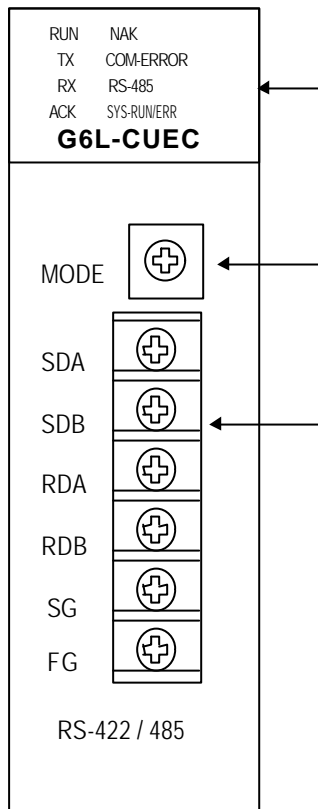 RUN NAK
TX COM-ERROR
RX RS-485
ACK SYS-RUN/ERR
G6L-CUEC
MODE
SDA
SDB
RDA
RDB
SG
FG
RS-422 / 485